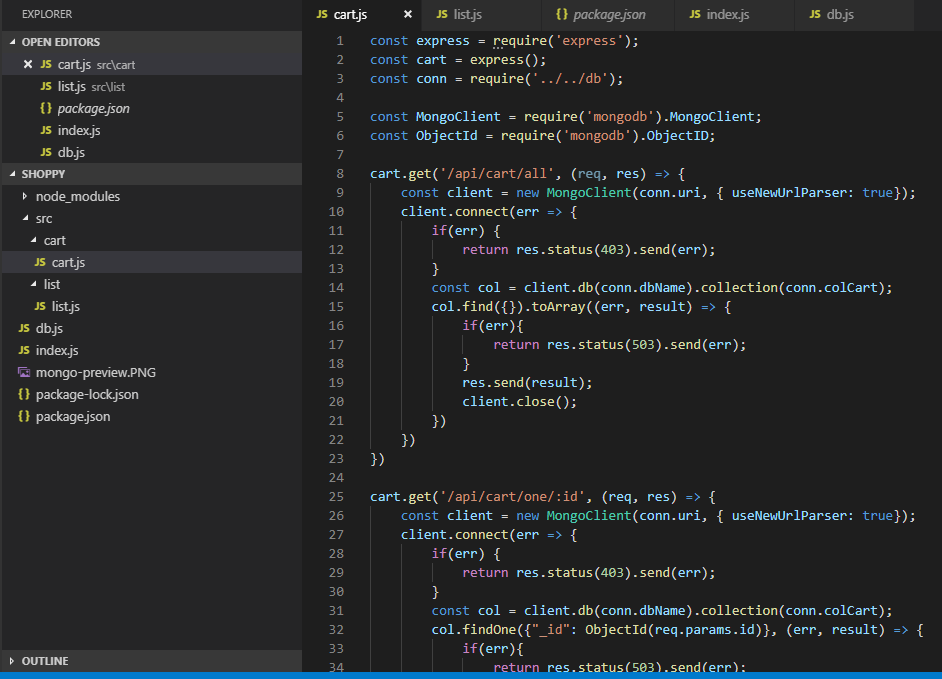 EXPLORER
OPEN EDITORS
JS cart.js src\cart
JS list.js src\list
{} package.json
JS index.js
JS db.js
SHOPPY
node_modules
src
cart
JS cart.js
list
JS list.js
JS db.js
JS index.js
mongo-preview.PNG
{} package-lock.json
{} package.json
OUTLINE
JS cart.js × JS list.js {} package.json JS index.js JS db.js
1 const express = require('express');
2 const cart = express();
3 const conn = require('../../db');
4
5 const MongoClient = require('mongodb').MongoClient;
6 const ObjectId = require('mongodb').ObjectID;
7
8 cart.get('/api/cart/all', (req, res) => {
9 const client = new MongoClient(conn.uri, { useNewUrlParser: true});
10 client.connect(err => {
11 if(err) {
12 return res.status(403).send(err);
13 }
14 const col = client.db(conn.dbName).collection(conn.colCart);
15 col.find({}).toArray((err, result) => {
16 if(err){
17 return res.status(503).send(err);
18 }
19 res.send(result);
20 client.close();
21 })
22 })
23 })
24
25 cart.get('/api/cart/one/:id', (req, res) => {
26 const client = new MongoClient(conn.uri, { useNewUrlParser: true});
27 client.connect(err => {
28 if(err) {
29 return res.status(403).send(err);
30 }
31 const col = client.db(conn.dbName).collection(conn.colCart);
32 col.findOne({"_id": ObjectId(req.params.id)}, (err, result) => {
33 if(err){
34 return res.status(503).send(err);